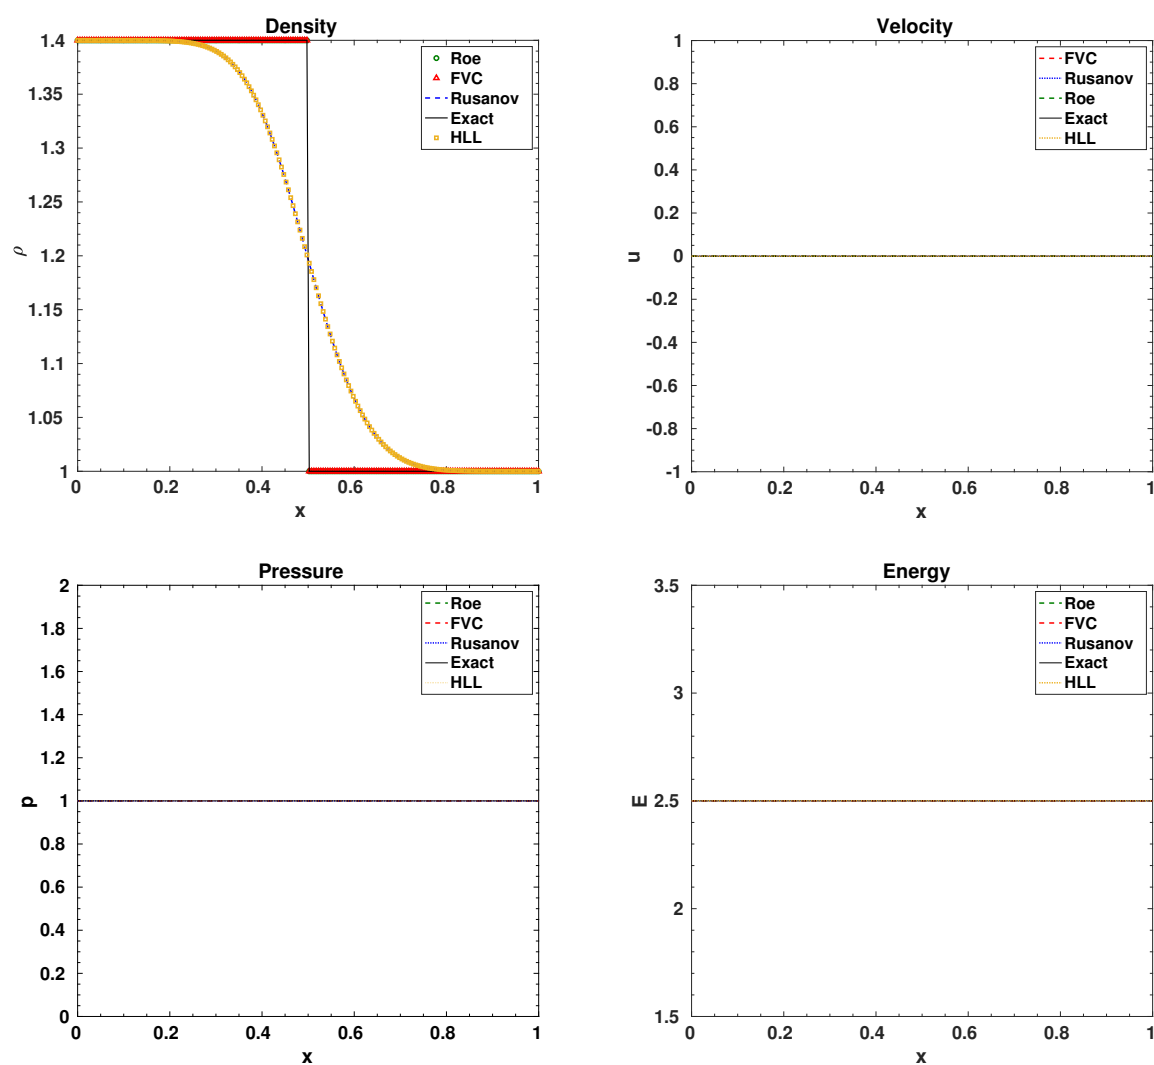 Density
1.4
1.35
1.3
1.25
1.2
1.15
1.1
1.05
1
ρ
0 0.2 0.4 0.6 0.8 1
x
Roe
FVC
Rusanov
Exact
HLL
Velocity
1
0.8
0.6
0.4
0.2
0
-0.2
-0.4
-0.6
-0.8
-1
u
0 0.2 0.4 0.6 0.8 1
x
FVC
Rusanov
Roe
Exact
HLL
Pressure
2
1.8
1.6
1.4
1.2
1
0.8
0.6
0.4
0.2
0
p
0 0.2 0.4 0.6 0.8 1
x
Roe
FVC
Rusanov
Exact
HLL
Energy
3.5
3
2.5
2
1.5
E
0 0.2 0.4 0.6 0.8 1
x
Roe
FVC
Rusanov
Exact
HLL